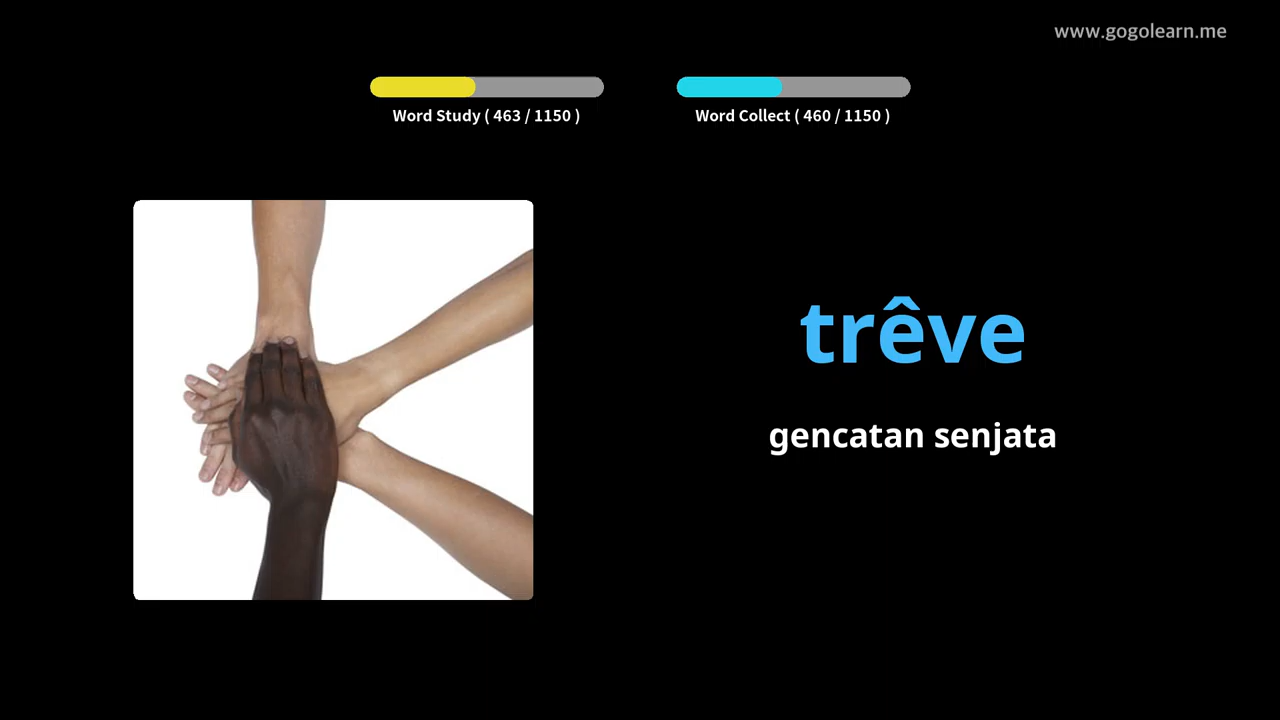 www.gogolearn.me
Word Study ( 463 / 1150 )
Word Collect ( 460 / 1150 )
trêve
gencatan senjata